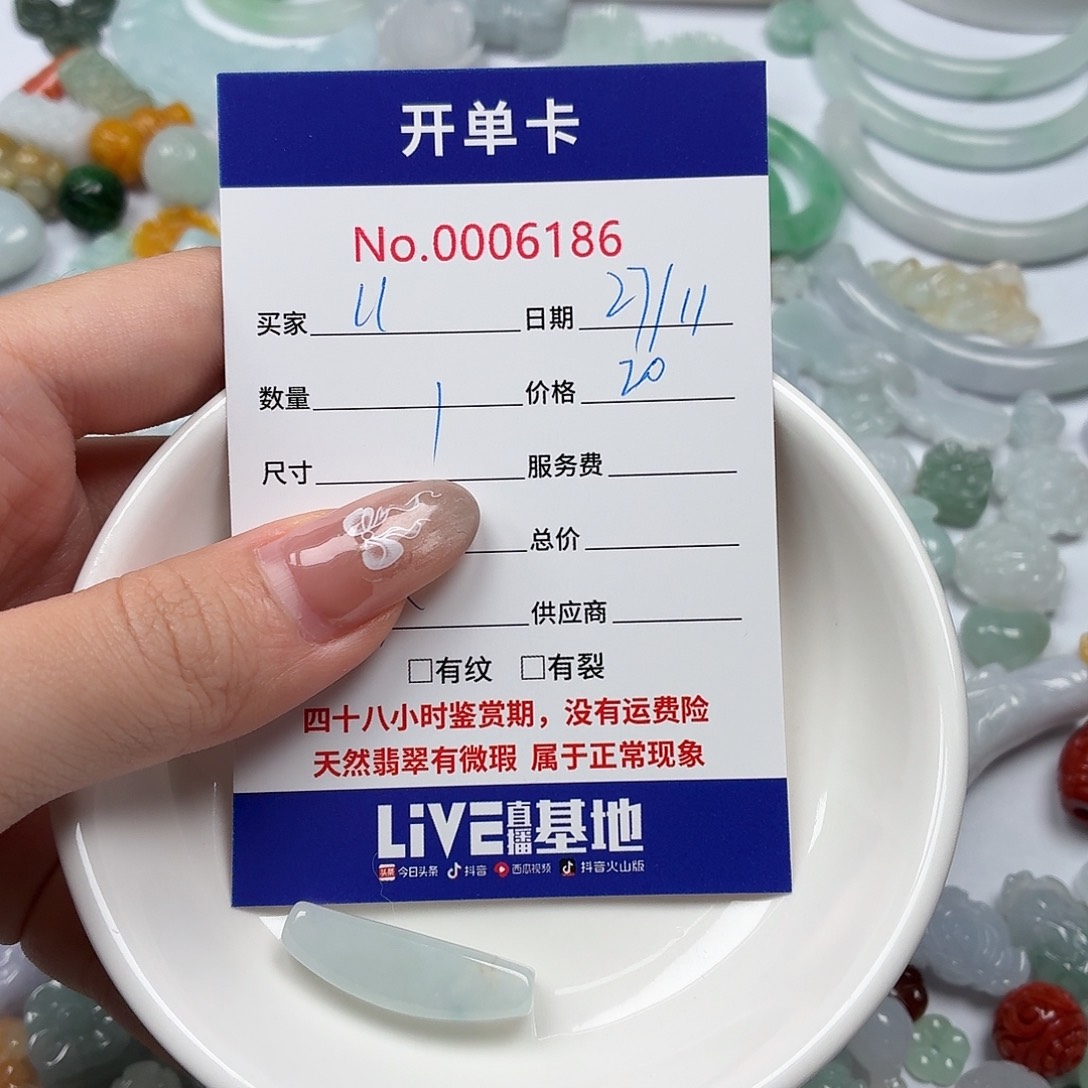 开单卡
No.0006186
买家 U 日期 27/11
数量 1 价格 20
尺寸 服务费
总价
供应商
□有纹 □有裂
四十八小时鉴赏期，没有运费险
天然翡翠有微瑕 属于正常现象
LiVE直播基地
头条 今日头条 抖音 西瓜视频 抖音火山版